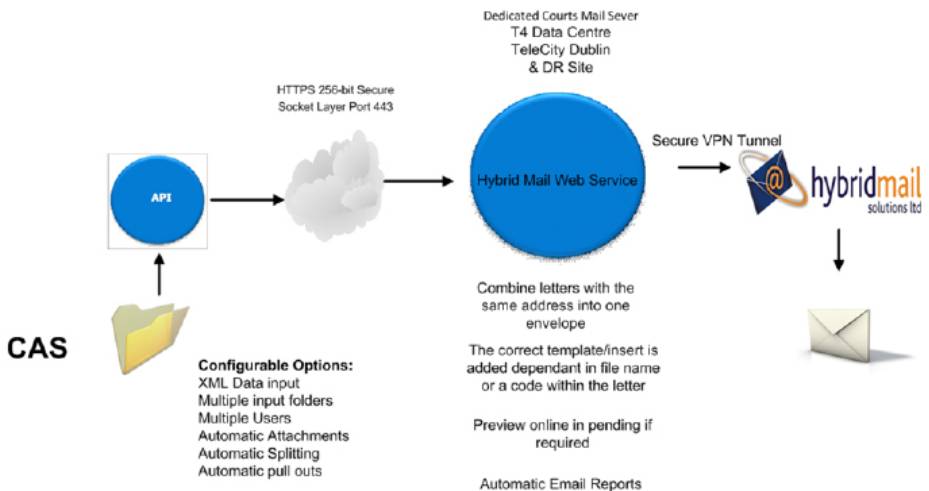 Dedicated Courts Mail Sever
T4 Data Centre
TeleCity Dublin
& DR Site
HTTPS 256-bit Secure
Socket Layer Port 443
Secure VPN Tunnel
API
Hybrid Mail Web Service
@
hybridmail
solutions ltd
CAS
Configurable Options:
XML Data input
Multiple input folders
Multiple Users
Automatic Attachments
Automatic Splitting
Automatic pull outs
Combine letters with the
same address into one
envelope
The correct template/insert is
added dependant in file name
or a code within the letter
Preview online in pending if
required
Automatic Email Reports